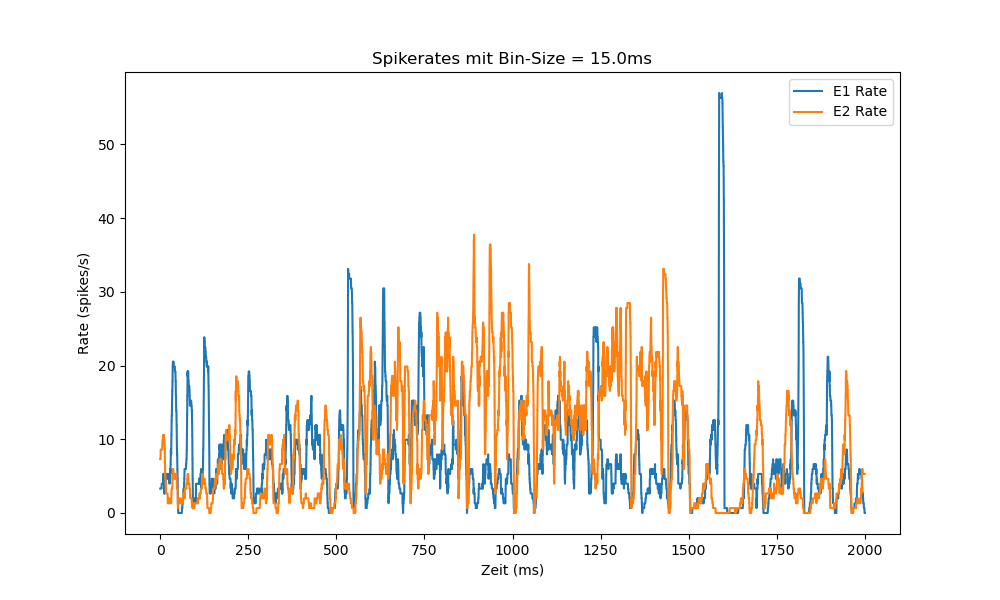 Spikerates mit Bin-Size = 15.0ms
E1 Rate
E2 Rate
Rate (spikes/s)
50
40
30
20
10
0
0 250 500 750 1000 1250 1500 1750 2000
Zeit (ms)